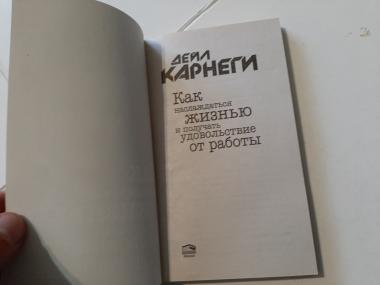 ДЕЙЛ
КАРНЕГИ
Как
наслаждаться
жизнью
и получать
удовольствие
от работы